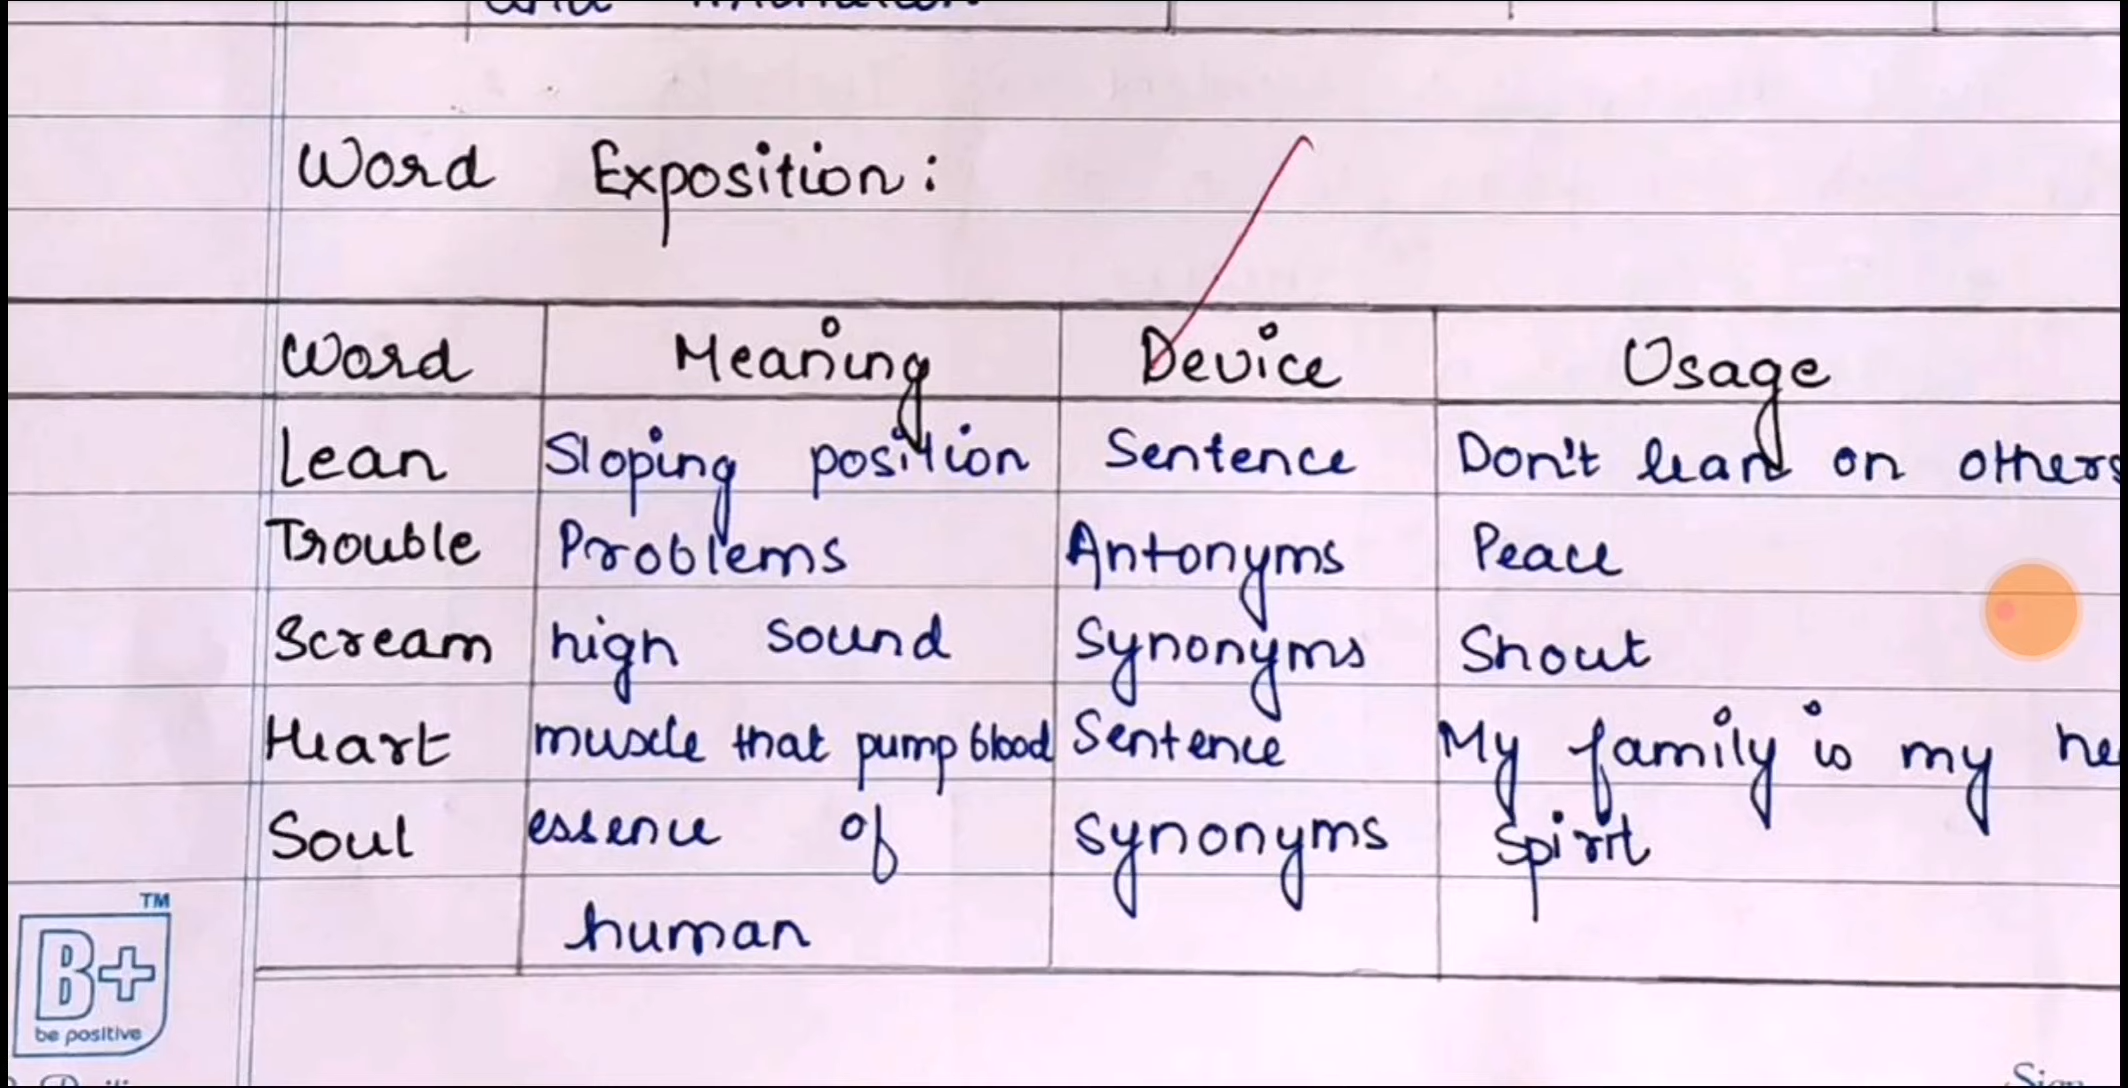 Word Exposition:
Word Meaning Device Usage
Lean Sloping position Sentence Don't lean on others
Trouble Problems Antonyms Peace
Scream high sound Synonyms Shout
Heart muscle that pump blood Sentence My family is my he
Soul essence of Synonyms Spirit
human
TM
B+
be positive